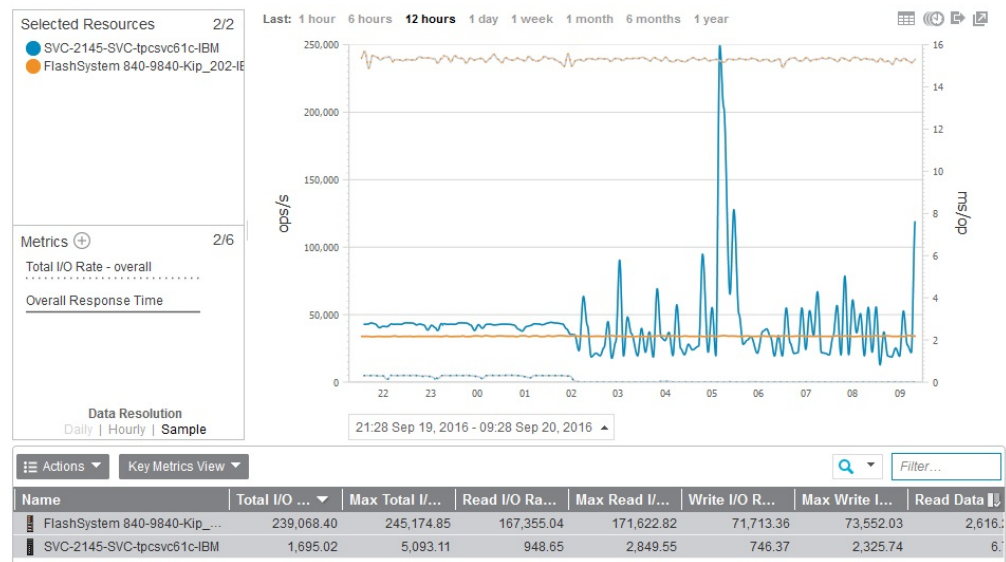 Selected Resources 2/2
SVC-2145-SVC-tpcsvc61c-IBM
FlashSystem 840-9840-Kip_202-IE
Metrics 2/6
Total I/O Rate - overall
Overall Response Time
Data Resolution
Daily | Hourly | Sample
Last: 1 hour 6 hours 12 hours 1 day 1 week 1 month 6 months 1 year
250,000
200,000
150,000
100,000
50,000
0
ops/s
16
14
12
10
8
6
4
2
0
ms/op
22 23 00 01 02 03 04 05 06 07 08 09
21:28 Sep 19, 2016 - 09:28 Sep 20, 2016
Actions Key Metrics View Filter...
Name Total I/O ... Max Total I/... Read I/O Ra... Max Read I/... Write I/O R... Max Write I... Read Data
FlashSystem 840-9840-Kip_... 239,068.40 245,174.85 167,355.04 171,622.82 71,713.36 73,552.03 2,616.
SVC-2145-SVC-tpcsvc61c-IBM 1,695.02 5,093.11 948.65 2,849.55 746.37 2,325.74 6.